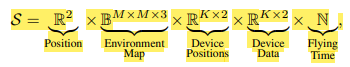 𝒮 = ℝ² × 𝔹^{M×M×3} × ℝ^{K×2} × ℝ^{K×2} × ℕ,
Position Environment Device Device Flying
Map Positions Data Time